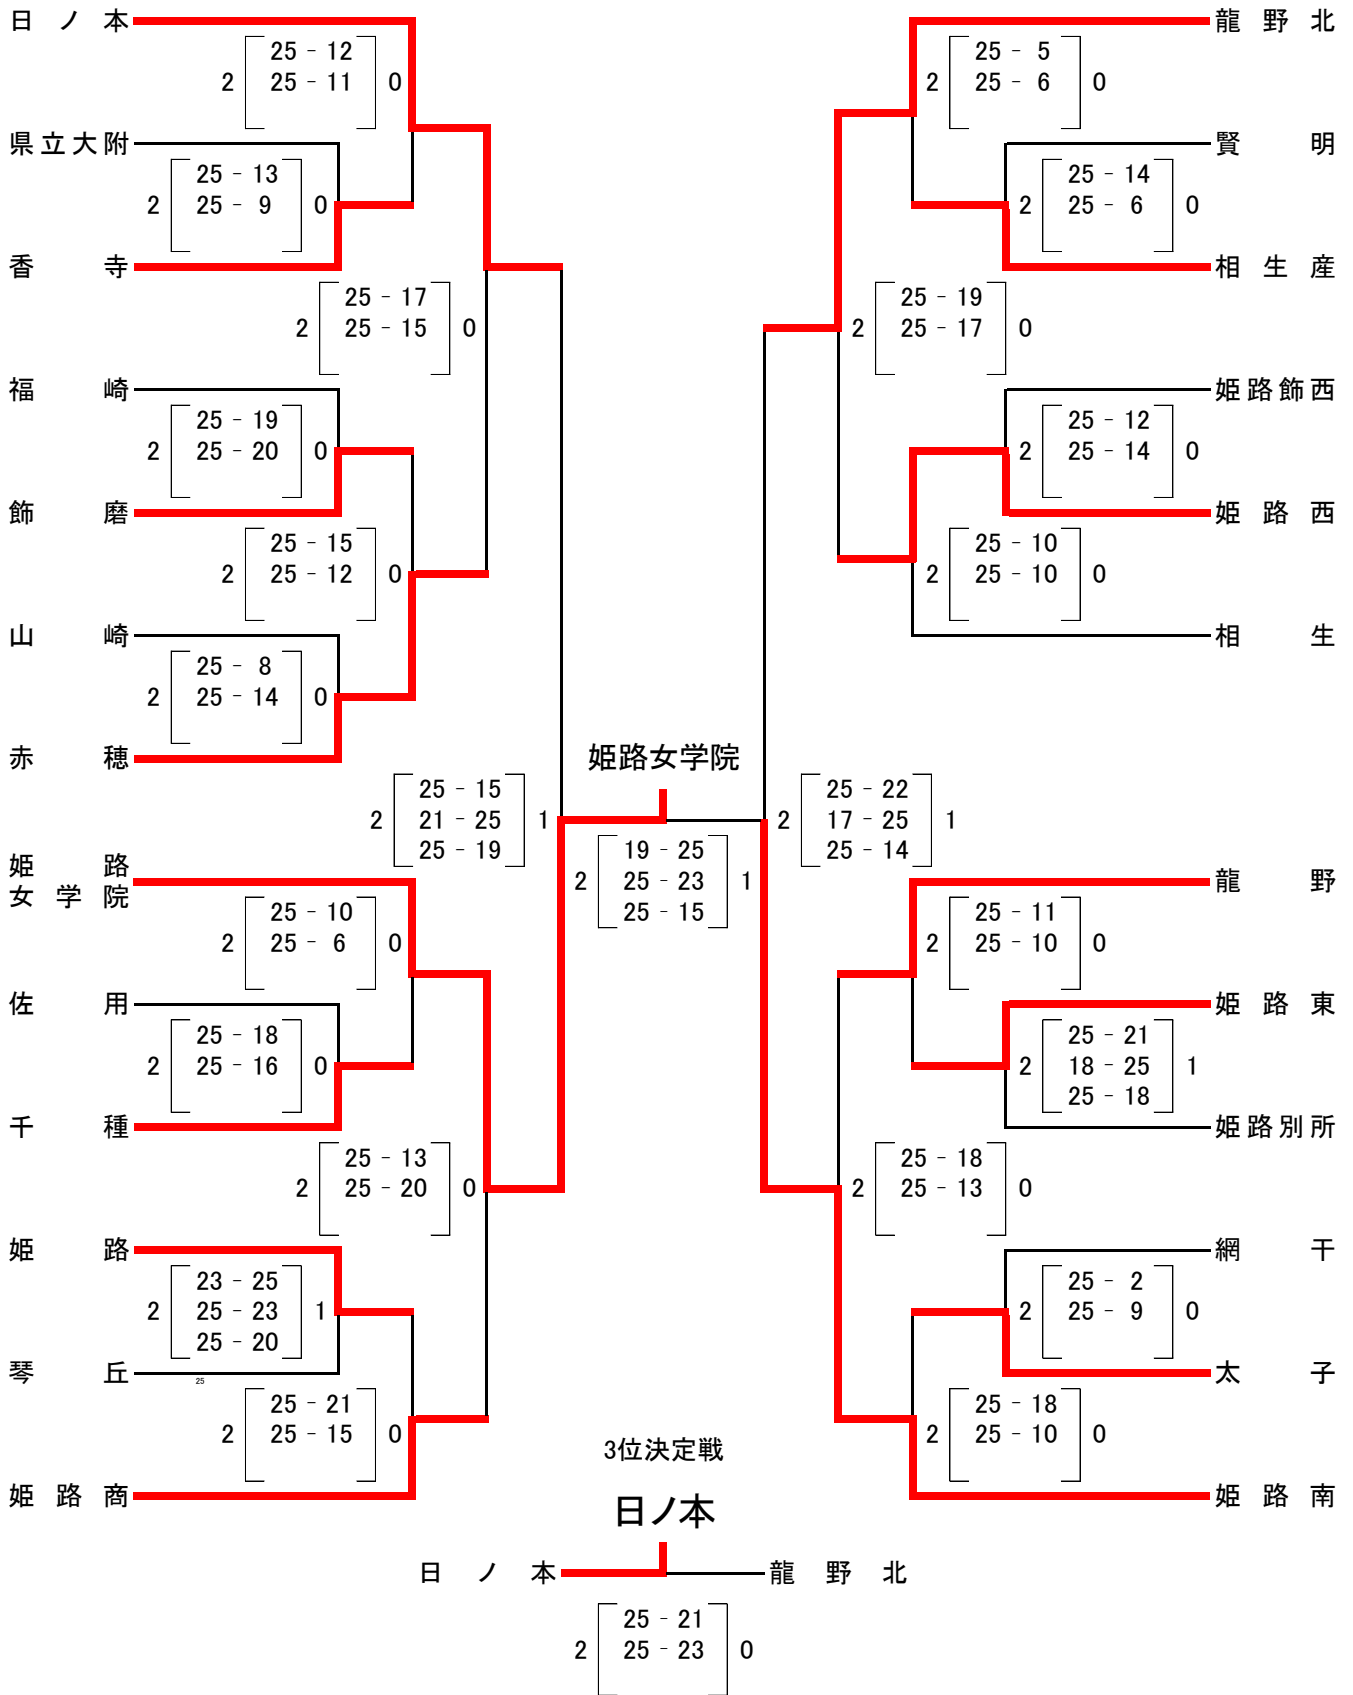 日ノ本
25 - 12
2 25 - 11 0
県立大附
25 - 13
2 25 - 9 0
香寺
25 - 17
2 25 - 15 0
福崎
25 - 19
2 25 - 20 0
飾磨
25 - 15
2 25 - 12 0
山崎
25 - 8
2 25 - 14 0
赤穂
25 - 15
2 21 - 25 1
25 - 19
姫路
女学院
25 - 10
2 25 - 6 0
佐用
25 - 18
2 25 - 16 0
千種
25 - 13
2 25 - 20 0
姫路
23 - 25
2 25 - 23 1
25 - 20
琴丘
25
25 - 21
2 25 - 15 0
姫路商
姫路女学院
19 - 25
2 25 - 23 1
25 - 15
龍野北
25 - 5
2 25 - 6 0
賢明
25 - 14
2 25 - 6 0
相生産
25 - 19
2 25 - 17 0
姫路飾西
25 - 12
2 25 - 14 0
姫路西
25 - 10
2 25 - 10 0
相生
25 - 22
2 17 - 25 1
25 - 14
龍野
25 - 11
2 25 - 10 0
姫路東
25 - 21
2 18 - 25 1
25 - 18
姫路別所
25 - 18
2 25 - 13 0
網干
25 - 2
2 25 - 9 0
太子
25 - 18
2 25 - 10 0
姫路南
3位決定戦
日ノ本
日ノ本 龍野北
25 - 21
2 25 - 23 0